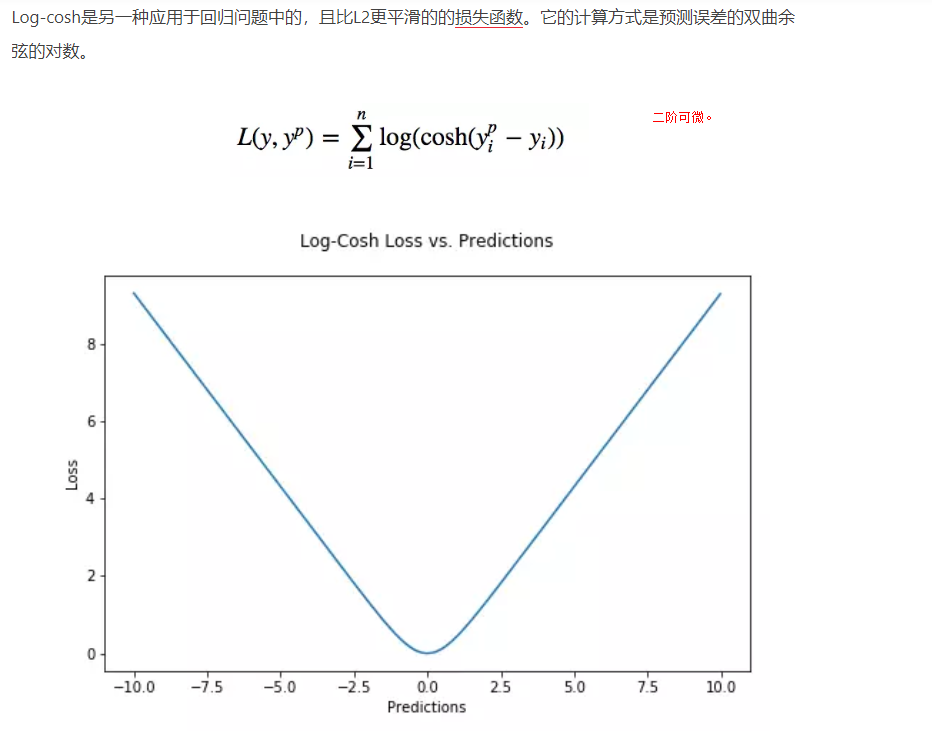 Log-cosh是另一种应用于回归问题中的，且比L2更平滑的的损失函数。它的计算方式是预测误差的双曲余
弦的对数。
L(y, y^p) = \sum_{i=1}^{n} log(cosh(y_i^p − y_i))
二阶可微。
Log-Cosh Loss vs. Predictions
8
6
4
2
0
Loss
−10.0 −7.5 −5.0 −2.5 0.0 2.5 5.0 7.5 10.0
Predictions